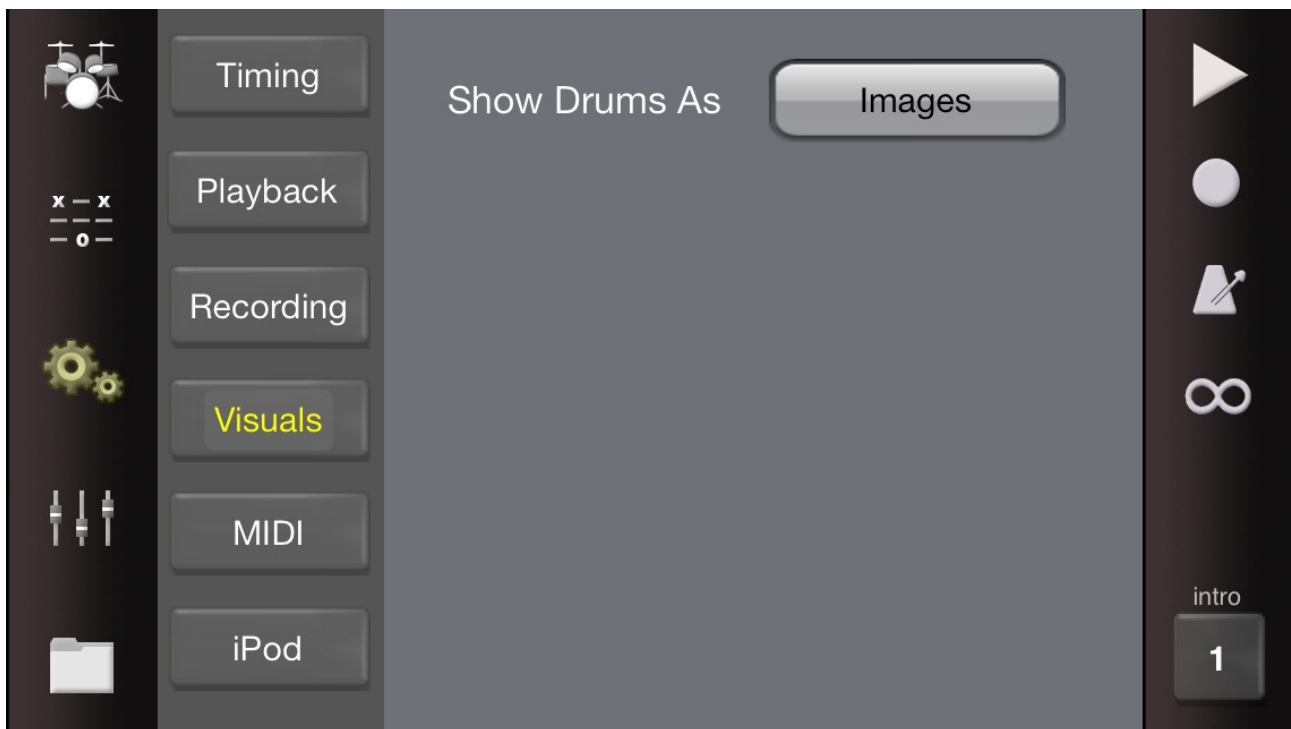 Timing
Playback
Recording
Visuals
MIDI
iPod
Show Drums As
Images
x — x
— o —
intro
1